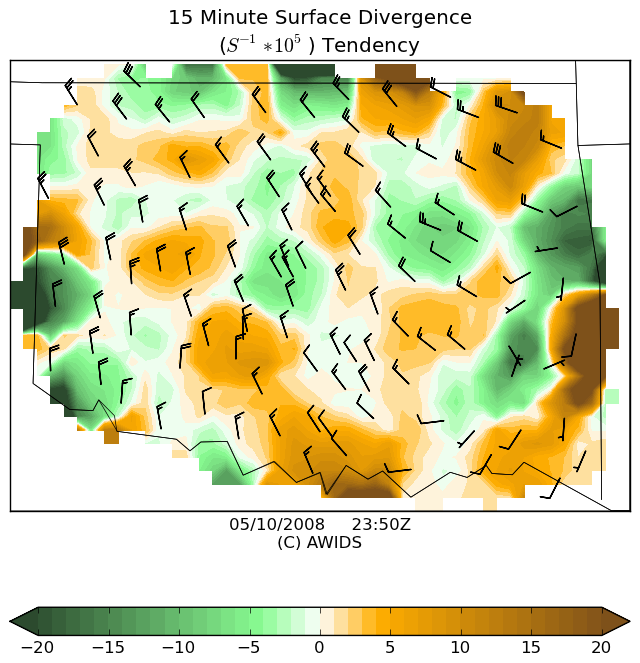 15 Minute Surface Divergence
(S⁻¹ *10⁵ ) Tendency
05/10/2008 23:50Z
(C) AWIDS
−20 −15 −10 −5 0 5 10 15 20